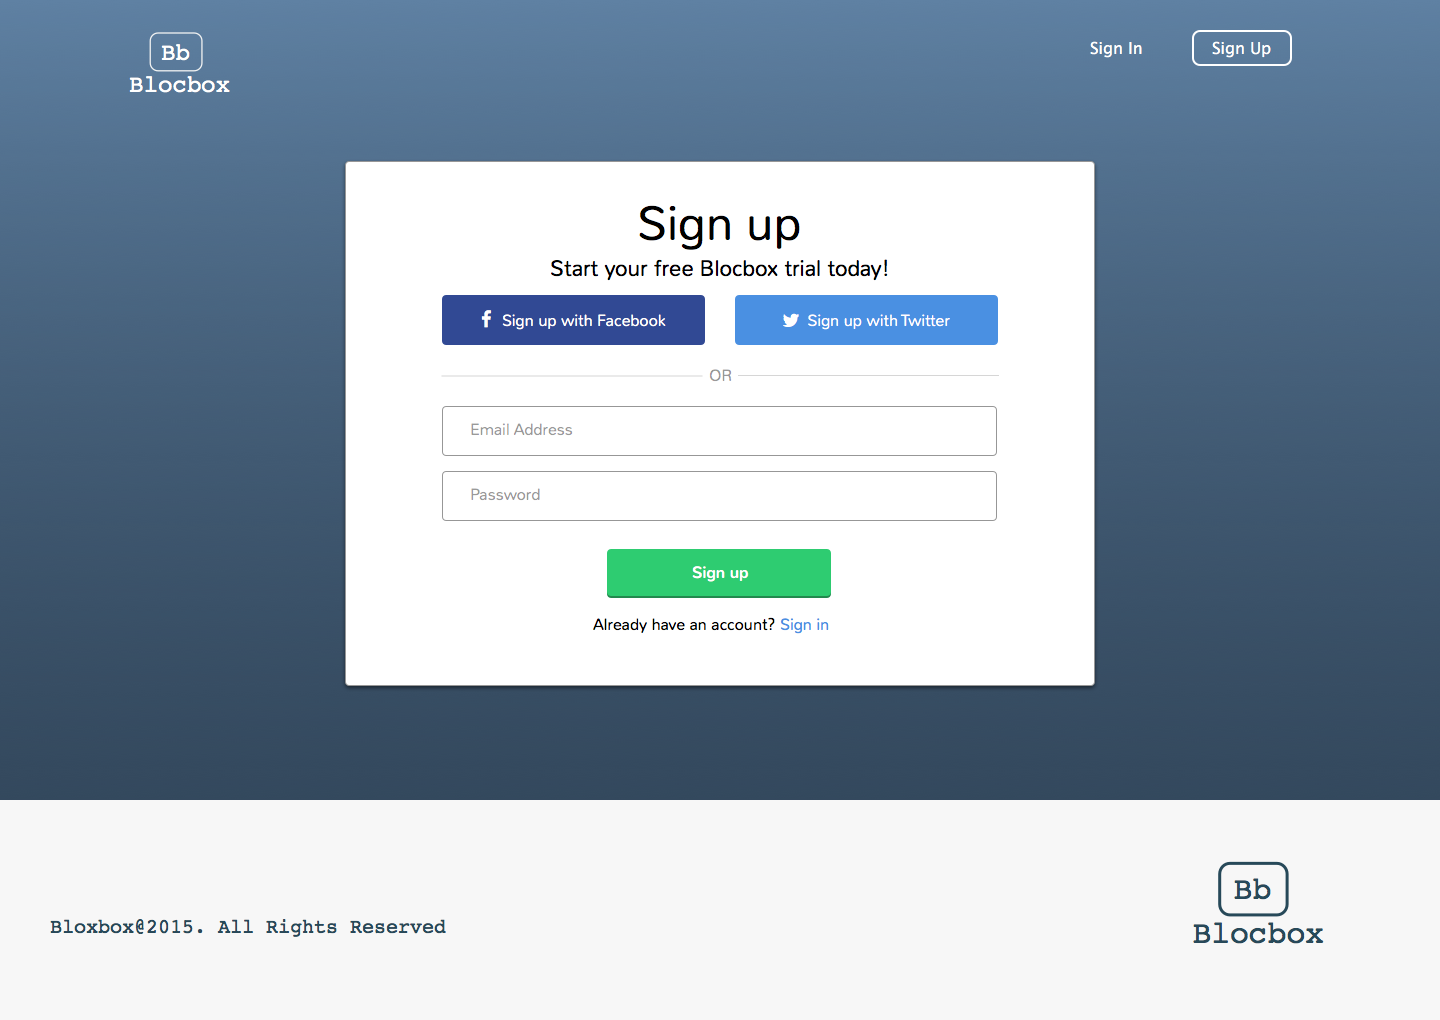 Bb
Blocbox
Sign In
Sign Up
Sign up
Start your free Blocbox trial today!
Sign up with Facebook
Sign up with Twitter
OR
Email Address
Password
Sign up
Already have an account? Sign in
Bb
Blocbox
Bloxbox@2015. All Rights Reserved